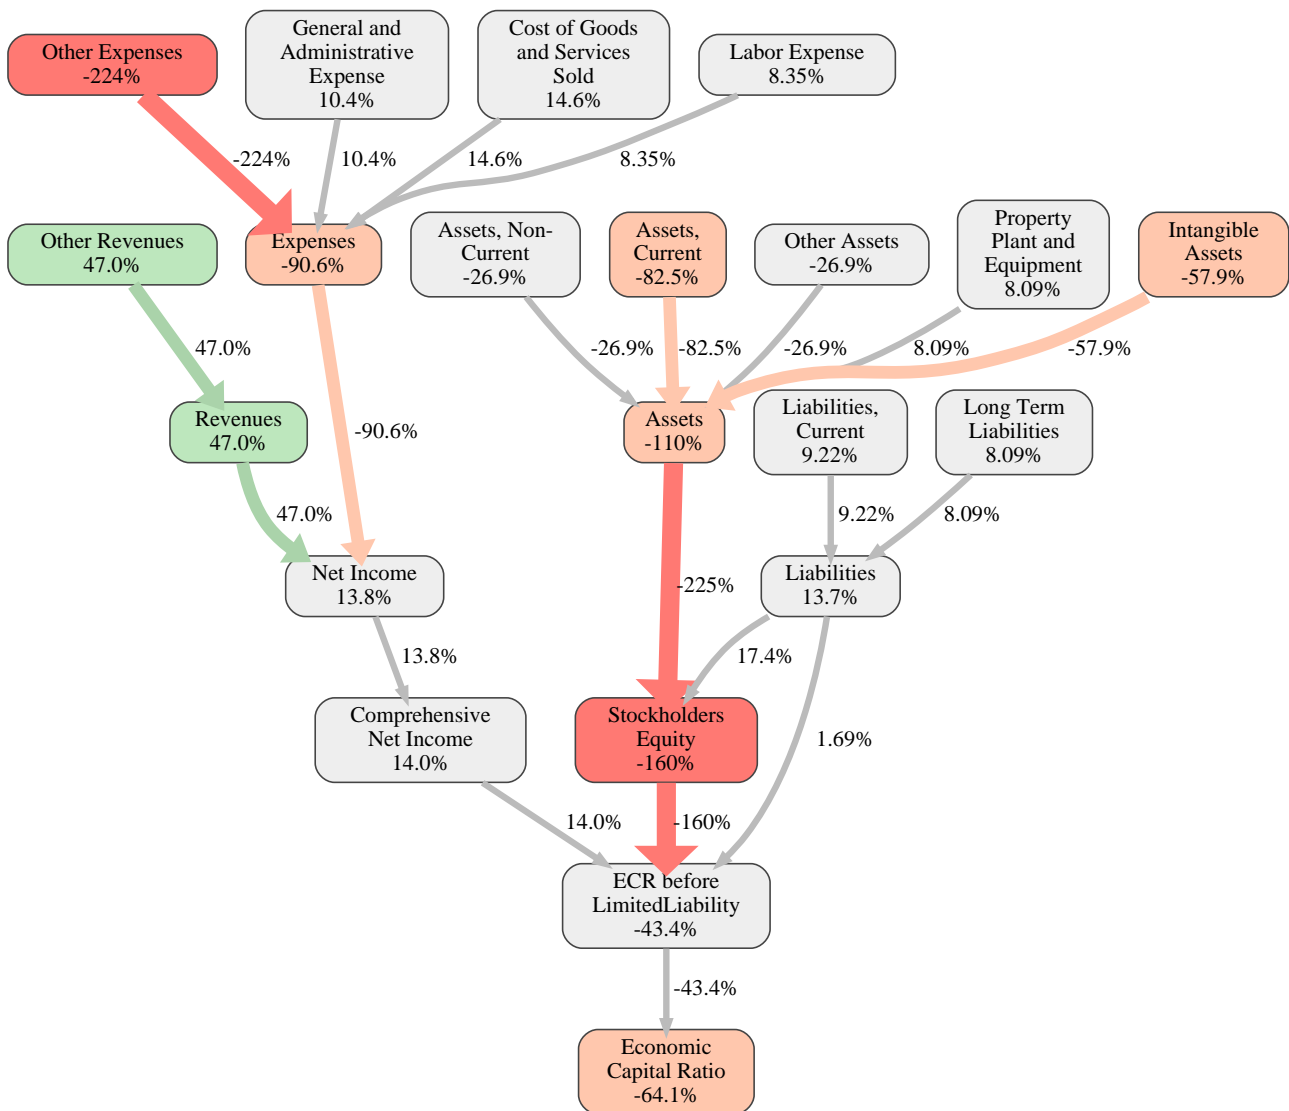 Other Expenses
-224%
General and
Administrative
Expense
10.4%
Cost of Goods
and Services
Sold
14.6%
Labor Expense
8.35%
-224%
10.4%
14.6%
8.35%
Other Revenues
47.0%
Expenses
-90.6%
Assets, Non-
Current
-26.9%
Assets,
Current
-82.5%
Other Assets
-26.9%
Property
Plant and
Equipment
8.09%
Intangible
Assets
-57.9%
47.0%
-90.6%
-26.9%
-82.5%
-26.9%
8.09%
-57.9%
Revenues
47.0%
Assets
-110%
Liabilities,
Current
9.22%
Long Term
Liabilities
8.09%
47.0%
9.22%
8.09%
Net Income
13.8%
-225%
Liabilities
13.7%
13.8%
17.4%
Comprehensive
Net Income
14.0%
Stockholders
Equity
-160%
1.69%
14.0%
-160%
ECR before
LimitedLiability
-43.4%
-43.4%
Economic
Capital Ratio
-64.1%